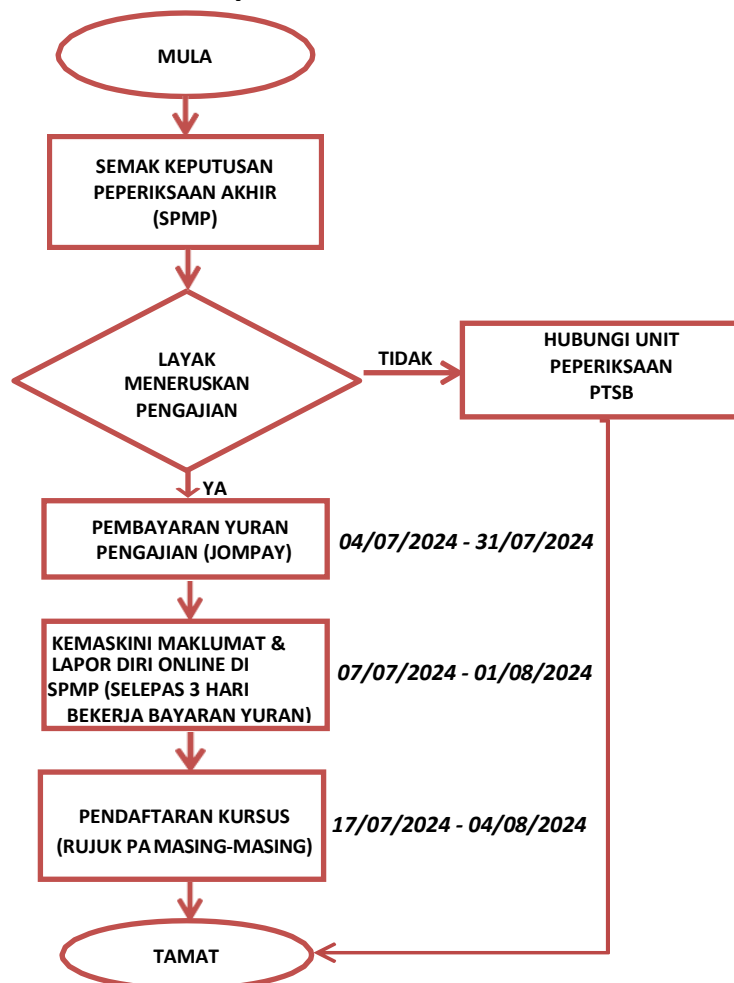 MULA
SEMAK KEPUTUSAN
PEPERIKSAAN AKHIR
(SPMP)
LAYAK
MENERUSKAN
PENGAJIAN
TIDAK
HUBUNGI UNIT
PEPERIKSAAN
PTSB
YA
PEMBAYARAN YURAN
PENGAJIAN (JOMPAY)
04/07/2024 - 31/07/2024
KEMASKINI MAKLUMAT &
LAPOR DIRI ONLINE DI
SPMP (SELEPAS 3 HARI
BEKERJA BAYARAN YURAN)
07/07/2024 - 01/08/2024
PENDAFTARAN KURSUS
(RUJUK PA MASING-MASING)
17/07/2024 - 04/08/2024
TAMAT